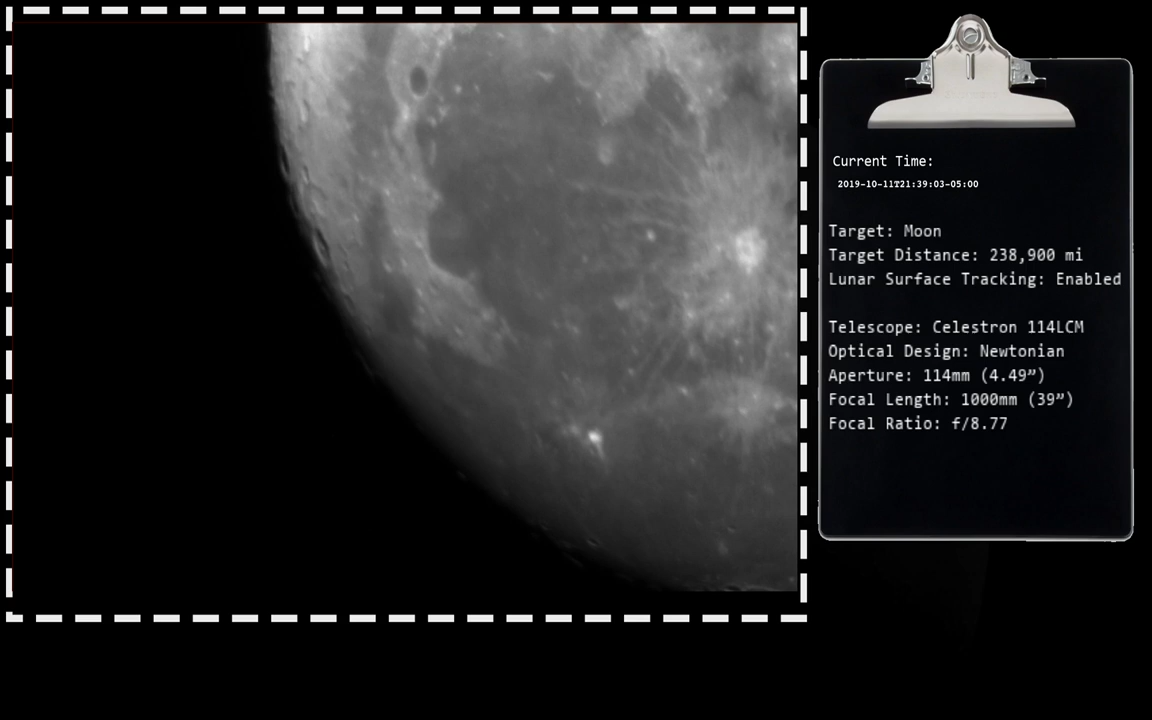 Current Time:
2019-10-11T21:39:03-05:00
Target: Moon
Target Distance: 238,900 mi
Lunar Surface Tracking: Enabled
Telescope: Celestron 114LCM
Optical Design: Newtonian
Aperture: 114mm (4.49”)
Focal Length: 1000mm (39”)
Focal Ratio: f/8.77